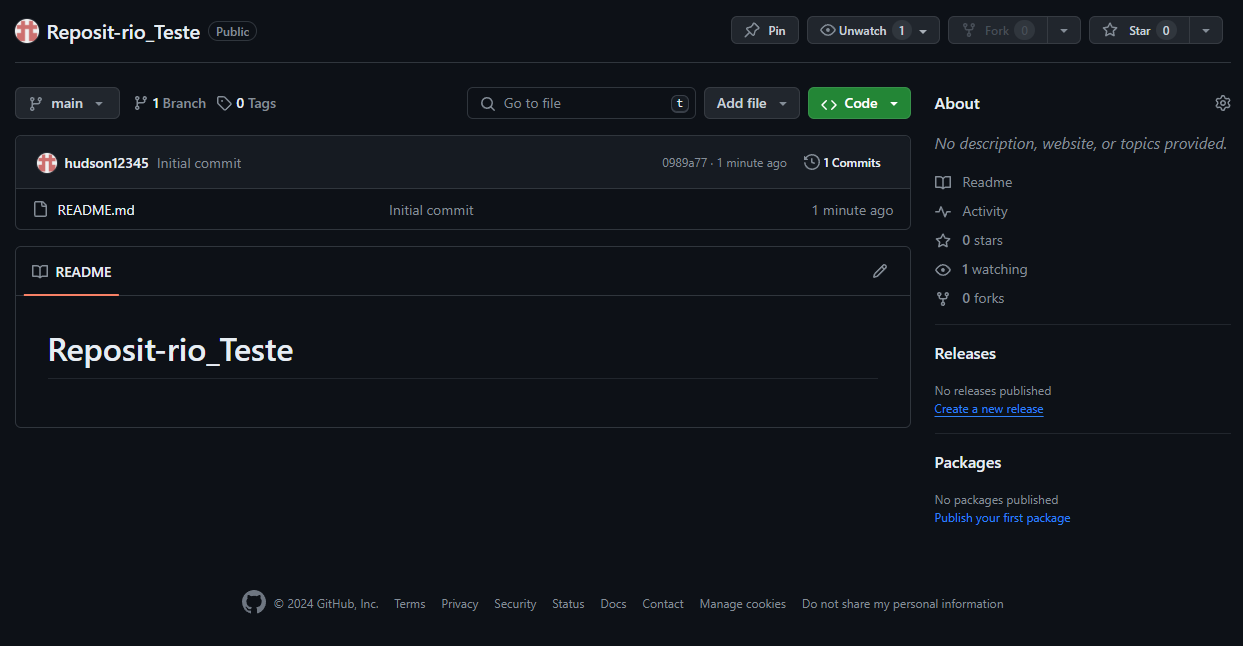 Reposit-rio_Teste Public Pin Unwatch 1 Fork 0 Star 0
main 1 Branch 0 Tags Go to file t Add file Code
hudson12345 Initial commit 0989a77 · 1 minute ago 1 Commits
README.md Initial commit 1 minute ago
README
Reposit-rio_Teste
About
No description, website, or topics provided.
Readme
Activity
0 stars
1 watching
0 forks
Releases
No releases published
Create a new release
Packages
No packages published
Publish your first package
© 2024 GitHub, Inc. Terms Privacy Security Status Docs Contact Manage cookies Do not share my personal information